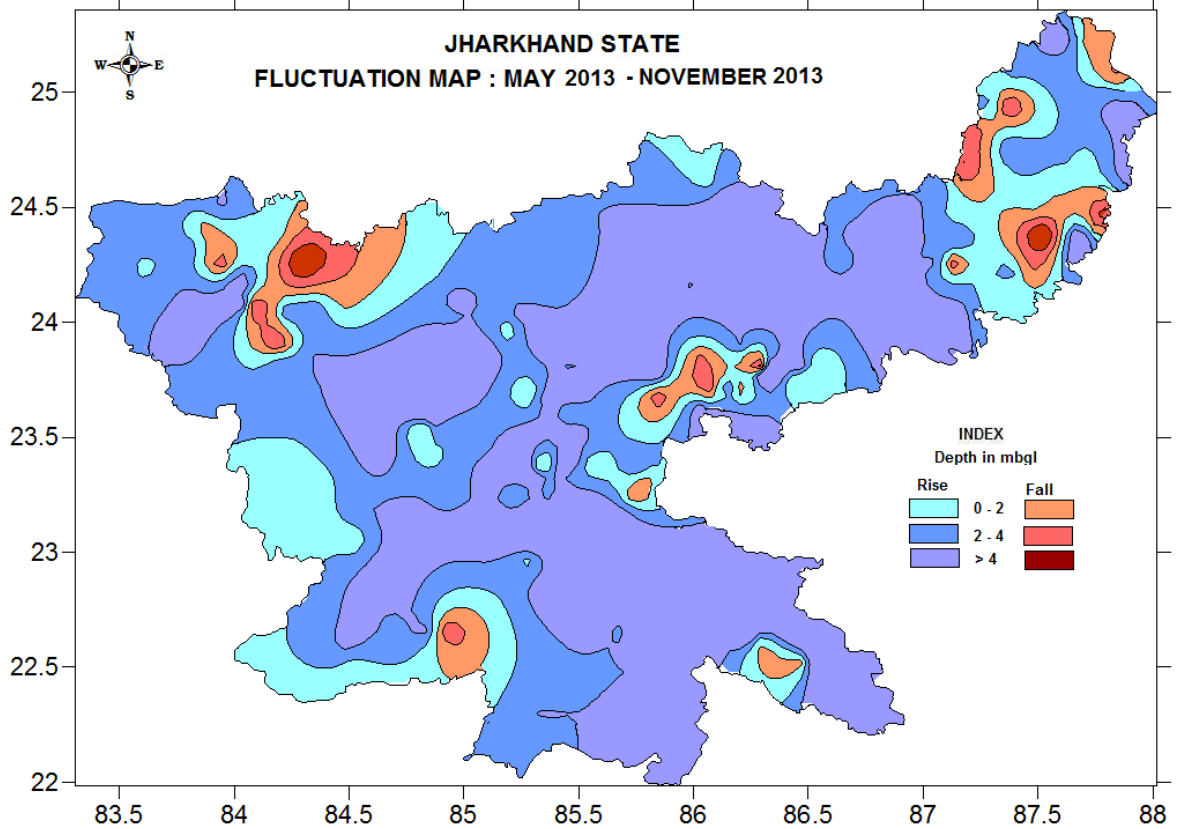 JHARKHAND STATE
FLUCTUATION MAP : MAY 2013 - NOVEMBER 2013
N
W E
S
25
24.5
24
23.5
23
22.5
22
INDEX
Depth in mbgl
Rise Fall
0 - 2
2 - 4
> 4
83.5 84 84.5 85 85.5 86 86.5 87 87.5 88